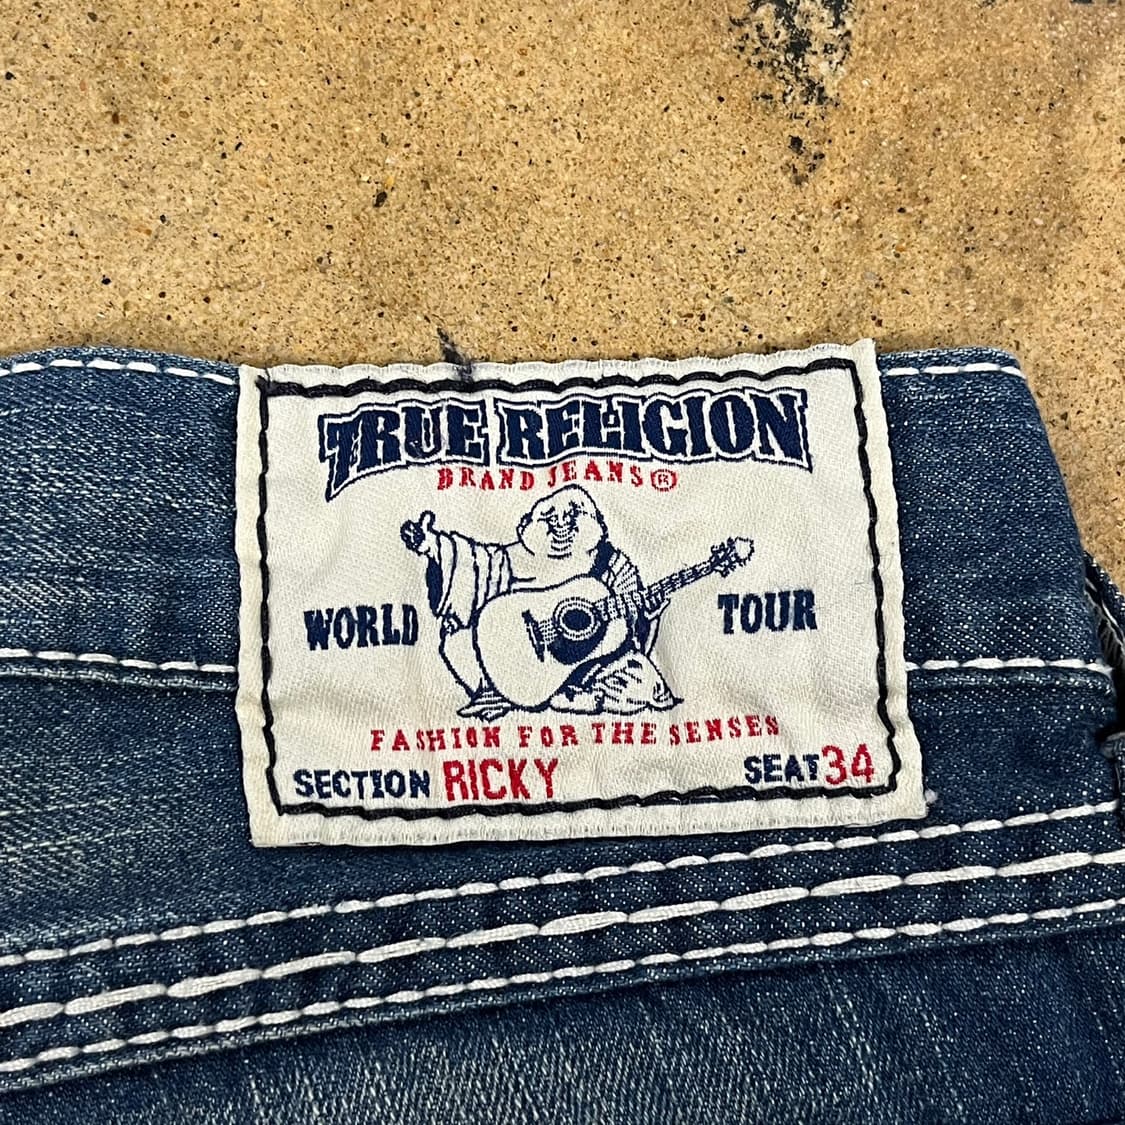 TRUE RELIGION
BRAND JEANS®
WORLD TOUR
FASHION FOR THE SENSES
SECTION RICKY SEAT 34